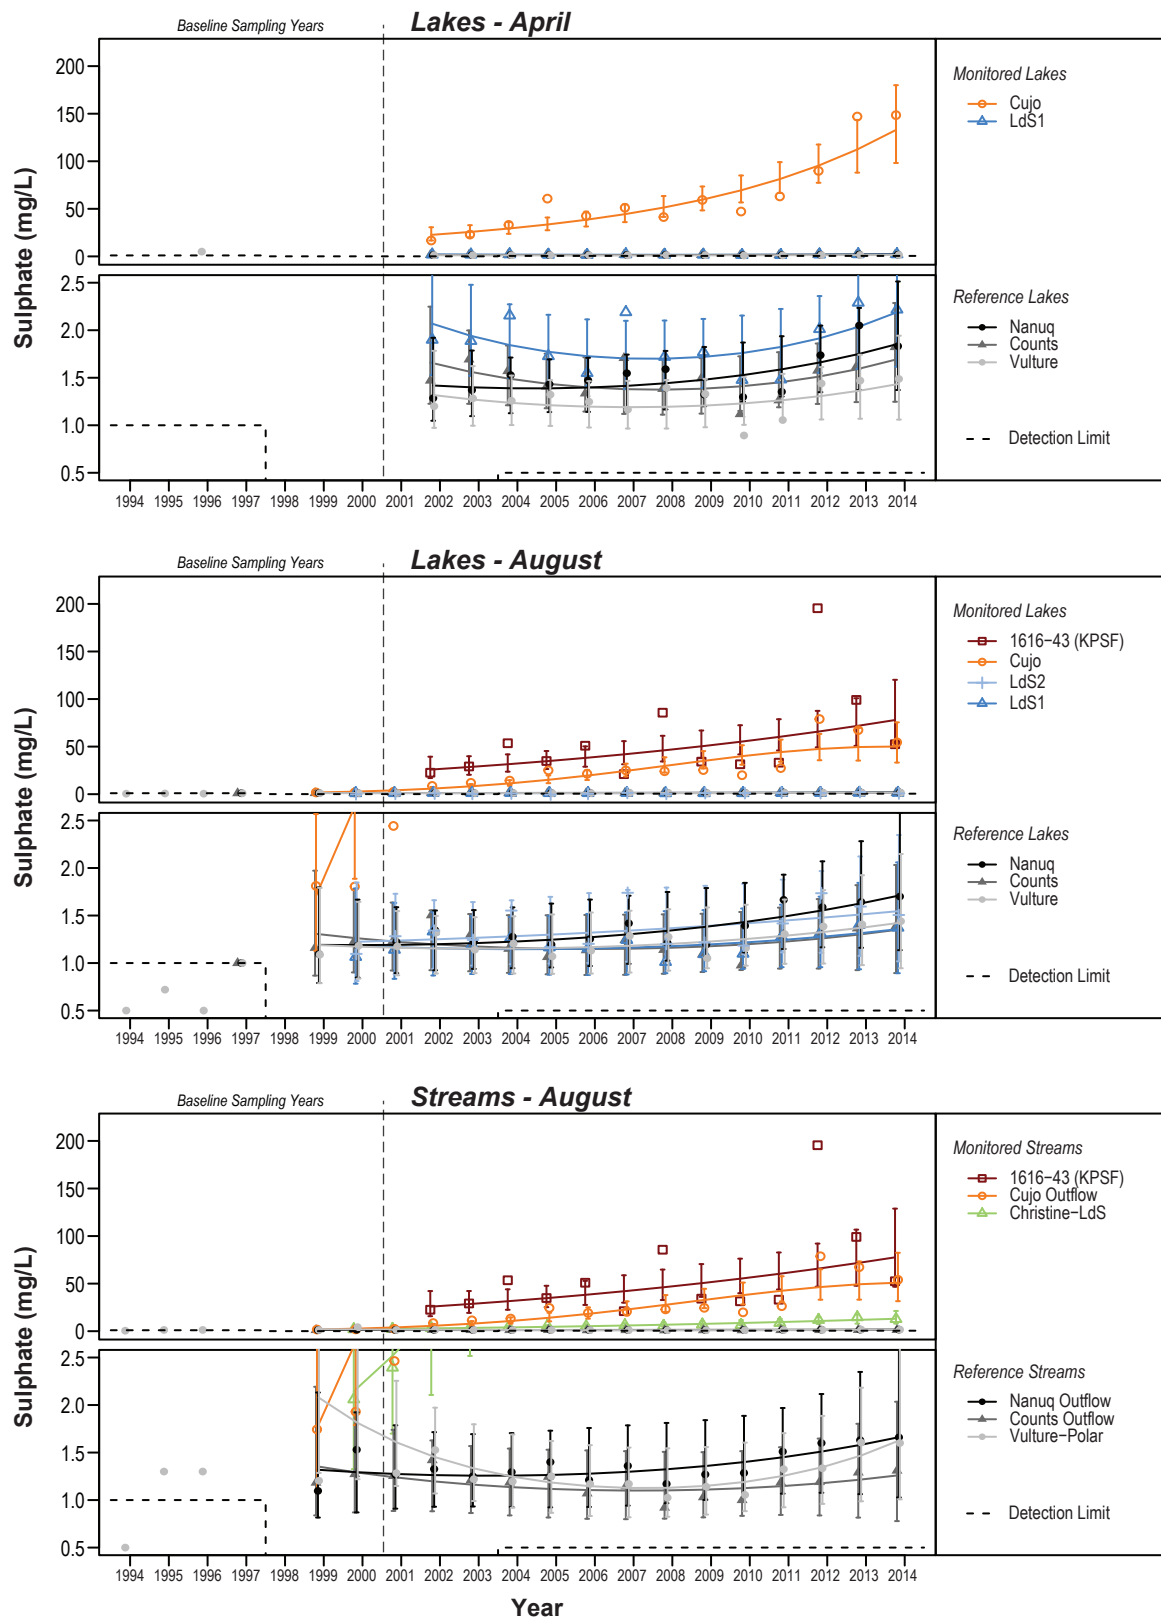 Baseline Sampling Years
Lakes - April
Sulphate (mg/L)
200
150
100
50
0
2.5
2.0
1.5
1.0
0.5
1994 1995 1996 1997 1998 1999 2000 2001 2002 2003 2004 2005 2006 2007 2008 2009 2010 2011 2012 2013 2014
Monitored Lakes
Cujo
LdS1
Reference Lakes
Nanuq
Counts
Vulture
Detection Limit
Baseline Sampling Years
Lakes - August
Sulphate (mg/L)
200
150
100
50
0
2.5
2.0
1.5
1.0
0.5
1994 1995 1996 1997 1998 1999 2000 2001 2002 2003 2004 2005 2006 2007 2008 2009 2010 2011 2012 2013 2014
Monitored Lakes
1616−43 (KPSF)
Cujo
LdS2
LdS1
Reference Lakes
Nanuq
Counts
Vulture
Detection Limit
Baseline Sampling Years
Streams - August
Sulphate (mg/L)
200
150
100
50
0
2.5
2.0
1.5
1.0
0.5
1994 1995 1996 1997 1998 1999 2000 2001 2002 2003 2004 2005 2006 2007 2008 2009 2010 2011 2012 2013 2014
Monitored Streams
1616−43 (KPSF)
Cujo Outflow
Christine−LdS
Reference Streams
Nanuq Outflow
Counts Outflow
Vulture−Polar
Detection Limit
Year